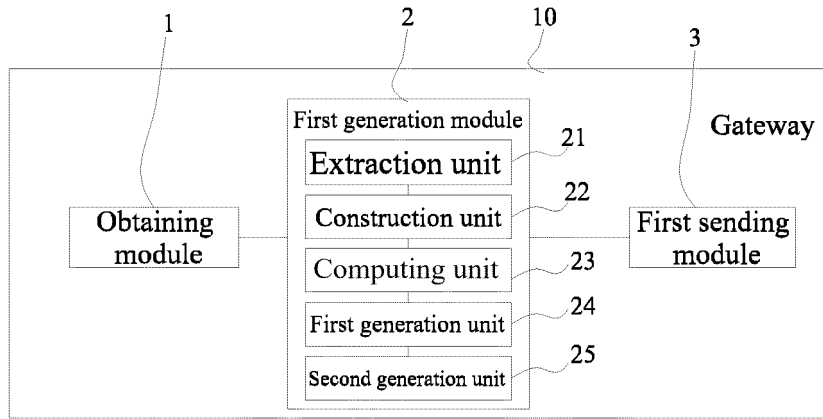 1
2
10
3
First generation module
Gateway
Extraction unit
21
Construction unit
22
Obtaining
module
First sending
module
Computing unit
23
First generation unit
24
Second generation unit
25